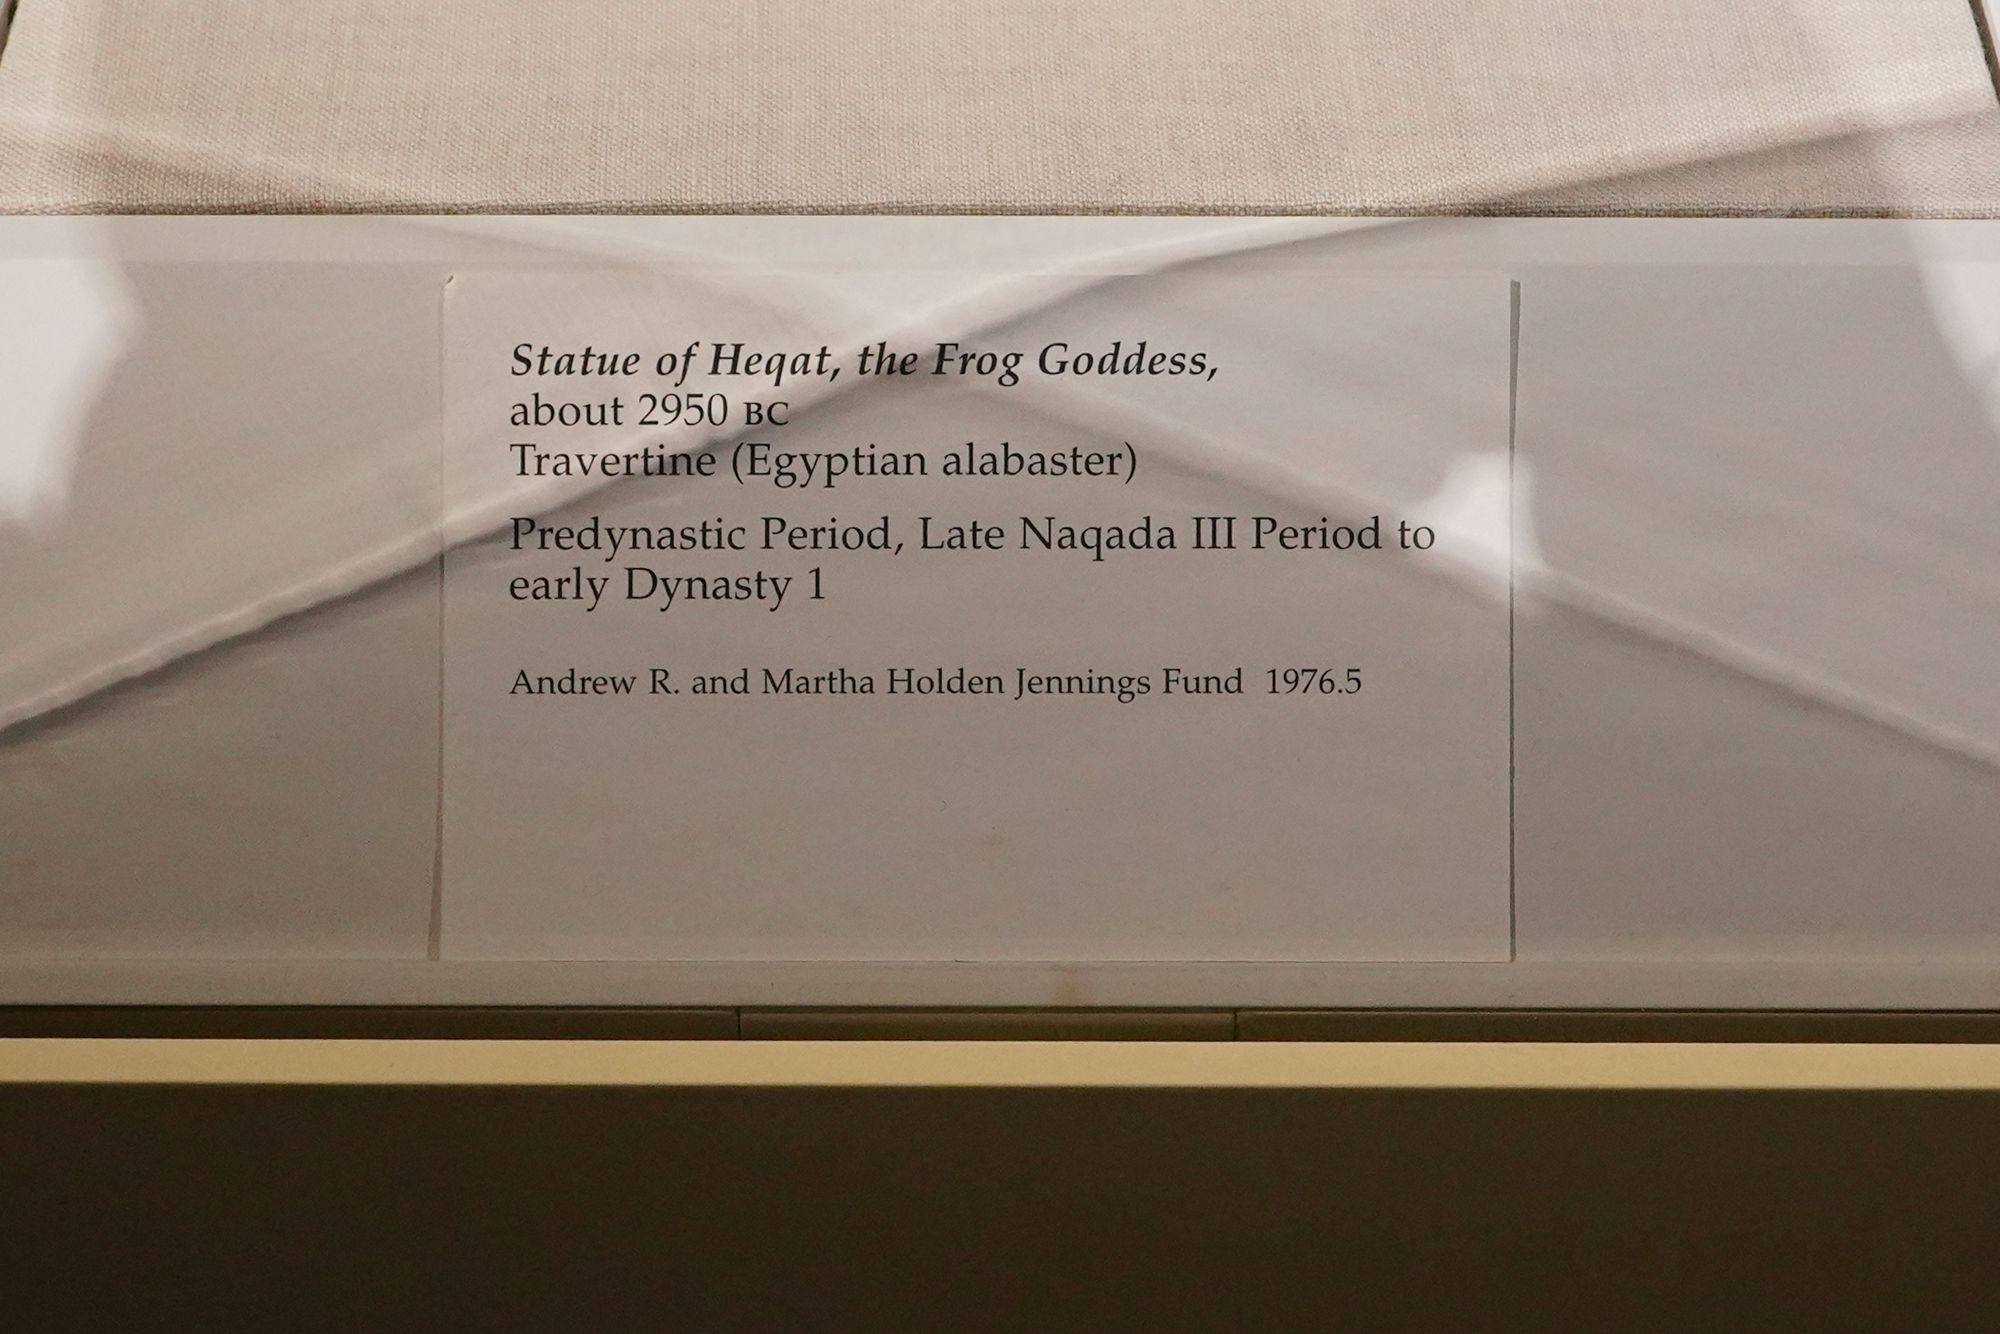 Statue of Heqat, the Frog Goddess,
about 2950 BC
Travertine (Egyptian alabaster)
Predynastic Period, Late Naqada III Period to
early Dynasty 1
Andrew R. and Martha Holden Jennings Fund 1976.5